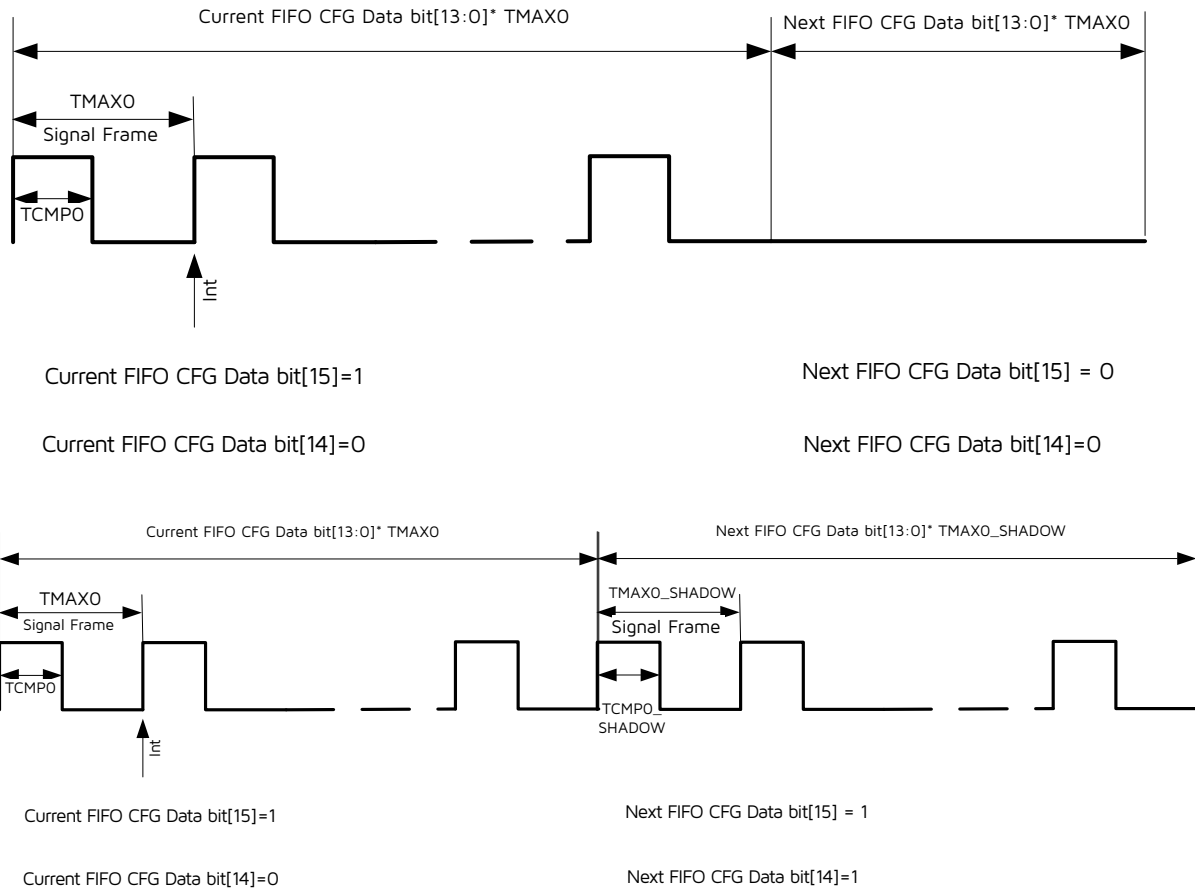 Current FIFO CFG Data bit[13:0]* TMAX0
Next FIFO CFG Data bit[13:0]* TMAX0
TMAX0
Signal Frame
TCMP0
Int
Current FIFO CFG Data bit[15]=1
Next FIFO CFG Data bit[15] = 0
Current FIFO CFG Data bit[14]=0
Next FIFO CFG Data bit[14]=0
Current FIFO CFG Data bit[13:0]* TMAX0
Next FIFO CFG Data bit[13:0]* TMAX0_SHADOW
TMAX0
Signal Frame
TMAX0_SHADOW
Signal Frame
TCMP0
TCMP0_
SHADOW
Int
Current FIFO CFG Data bit[15]=1
Next FIFO CFG Data bit[15] = 1
Current FIFO CFG Data bit[14]=0
Next FIFO CFG Data bit[14]=1